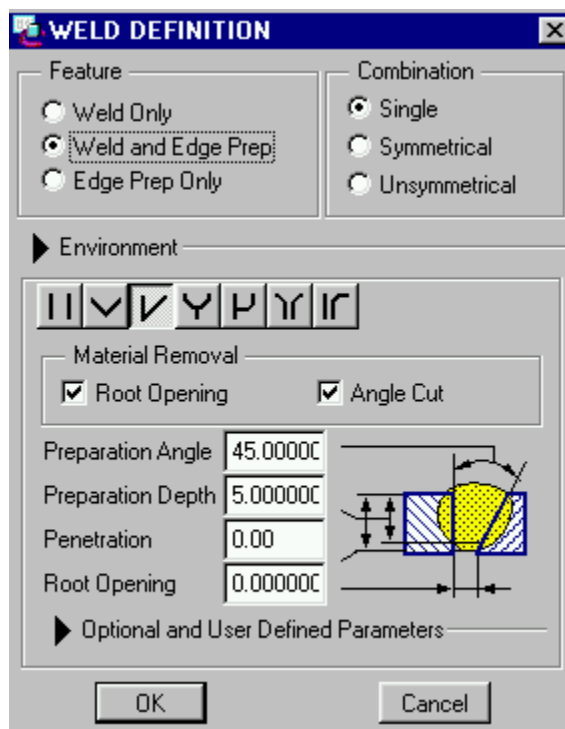 WELD DEFINITION
Feature
Combination
Weld Only
Single
Weld and Edge Prep
Symmetrical
Edge Prep Only
Unsymmetrical
Environment
Material Removal
Root Opening
Angle Cut
Preparation Angle 45.00000
Preparation Depth 5.000000
Penetration 0.00
Root Opening 0.000000
Optional and User Defined Parameters
OK
Cancel